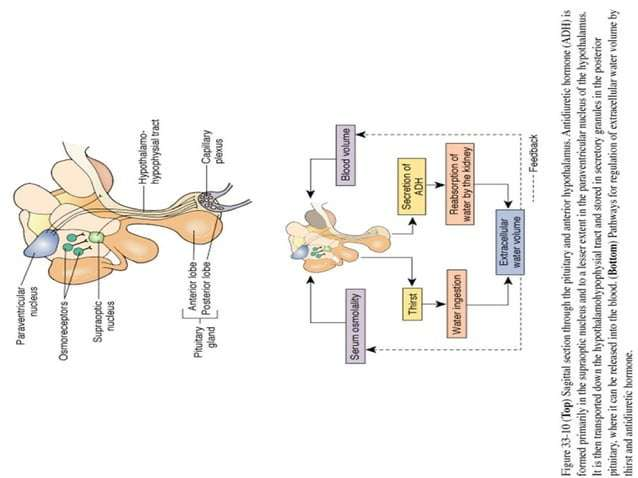 Paraventricular
nucleus
Osmoreceptors
Supraoptic
nucleus
Pituitary
gland
Anterior lobe
Posterior lobe
Hypothalamo-
hypophysial tract
Capillary
plexus
Serum osmolality
Blood volume
Thirst
Secretion of
ADH
Water ingestion
Reabsorption of
water by the kidney
Extracellular
water volume
Feedback
Figure 33-10 (Top) Sagittal section through the pituitary and anterior hypothalamus. Antidiuretic hormone (ADH) is
formed primarily in the supraoptic nucleus and to a lesser extent in the paraventricular nucleus of the hypothalamus.
It is then transported down the hypothalamohypophysial tract and stored in secretory granules in the posterior
pituitary, where it can be released into the blood. (Bottom) Pathways for regulation of extracellular water volume by
thirst and antidiuretic hormone.